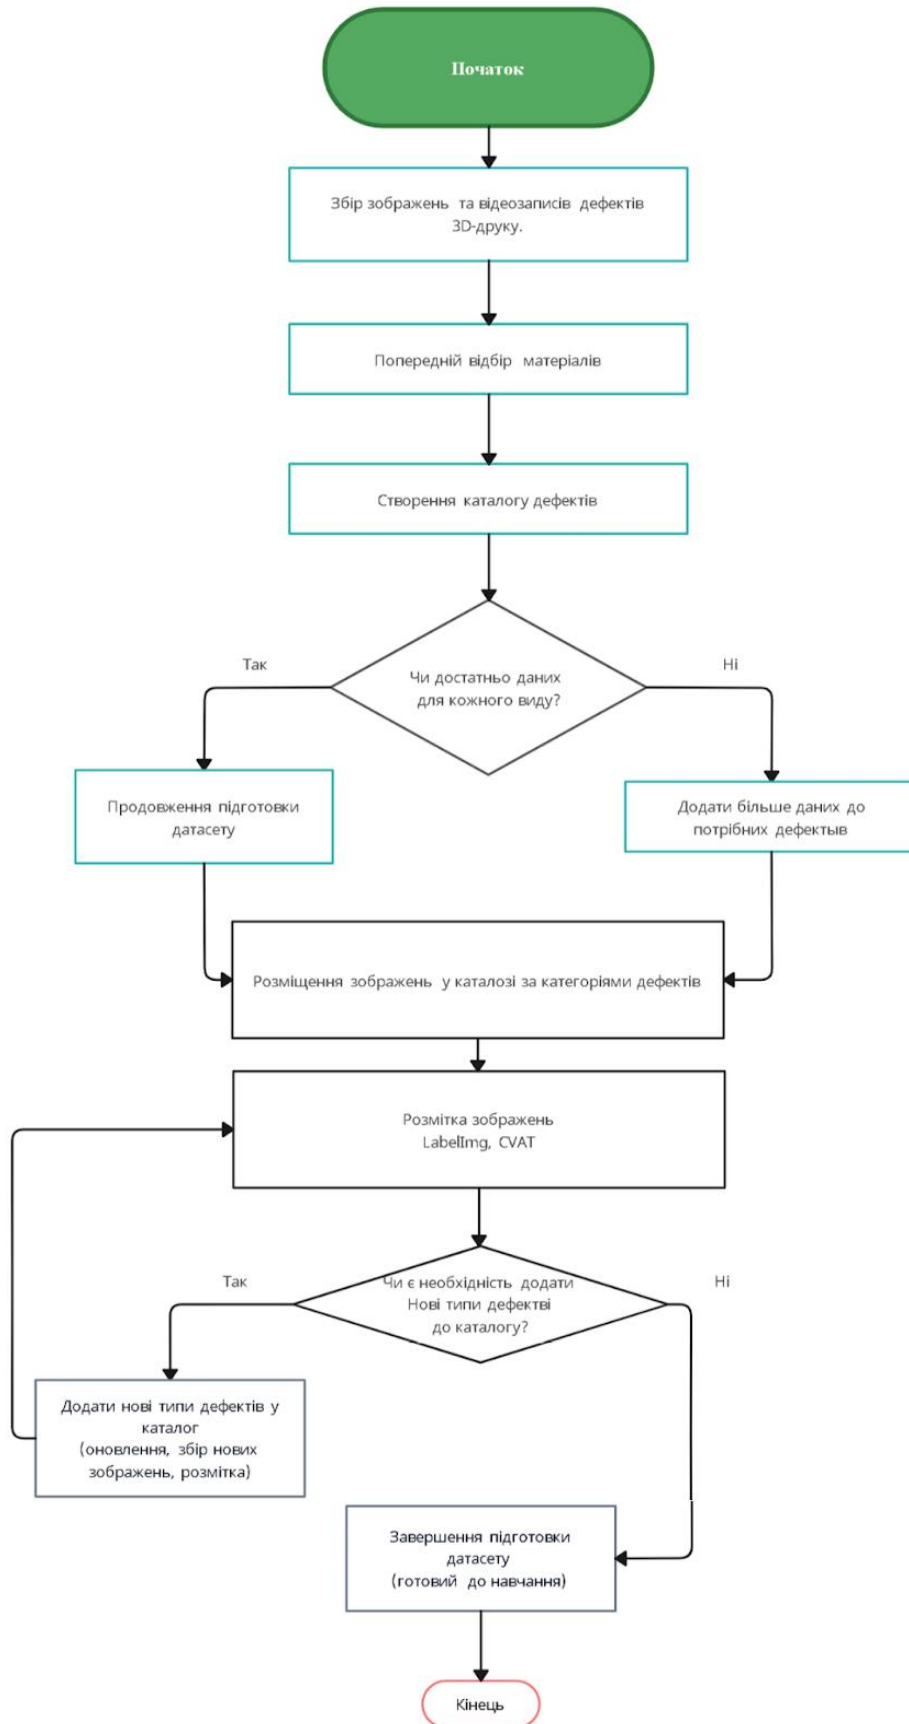 Початок
Збір зображень та відеозаписів дефектів
3D-друку.
Попередній відбір матеріалів
Створення каталогу дефектів
Чи достатньо даних
для кожного виду?
Так
Ні
Продовження підготовки
датасету
Додати більше даних до
потрібних дефектыв
Розміщення зображень у каталозі за категоріями дефектів
Розмітка зображень
LabelImg, CVAT
Чи є необхідність додати
Нові типи дефектві
до каталогу?
Так
Ні
Додати нові типи дефектів у
каталог
(оновлення, збір нових
зображень, розмітка)
Завершення підготовки
датасету
(готовий до навчання)
Кінець